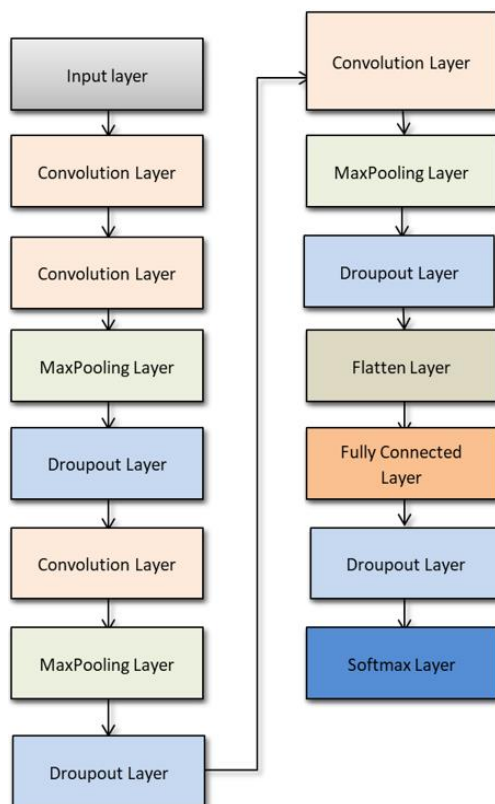 Input layer
Convolution Layer
Convolution Layer
MaxPooling Layer
Droupout Layer
Convolution Layer
MaxPooling Layer
Droupout Layer
Convolution Layer
MaxPooling Layer
Droupout Layer
Flatten Layer
Fully Connected
Layer
Droupout Layer
Softmax Layer